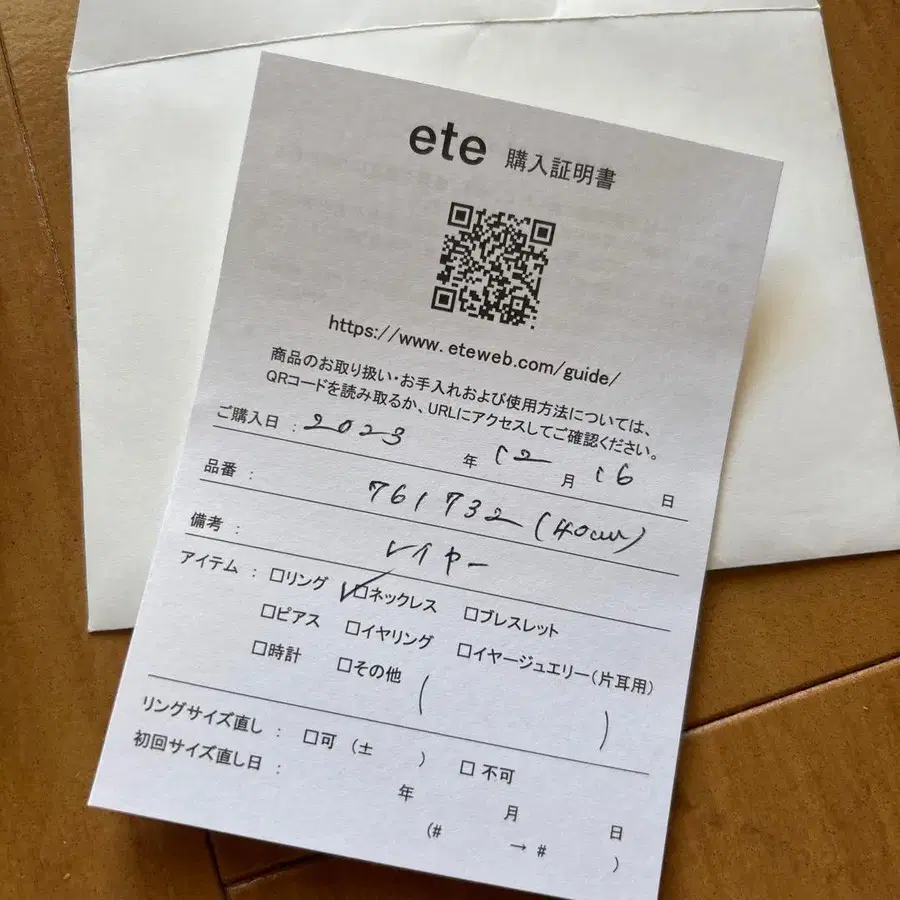 ete 購入証明書
https://www.eteweb.com/guide/
商品のお取り扱い・お手入れおよび使用方法については、
QRコードを読み取るか、URLにアクセスしてご確認ください。
ご購入日 : 2023 年 12 月 16 日
品番 : 761732 (40cm)
備考 : レイヤー
アイテム : □リング ☑ネックレス □ブレスレット
□ピアス □イヤリング □イヤージュエリー(片耳用)
□時計 □その他 ( )
リングサイズ直し : □可 (± ) □不可
初回サイズ直し日 : 年 月 日
(# → # )